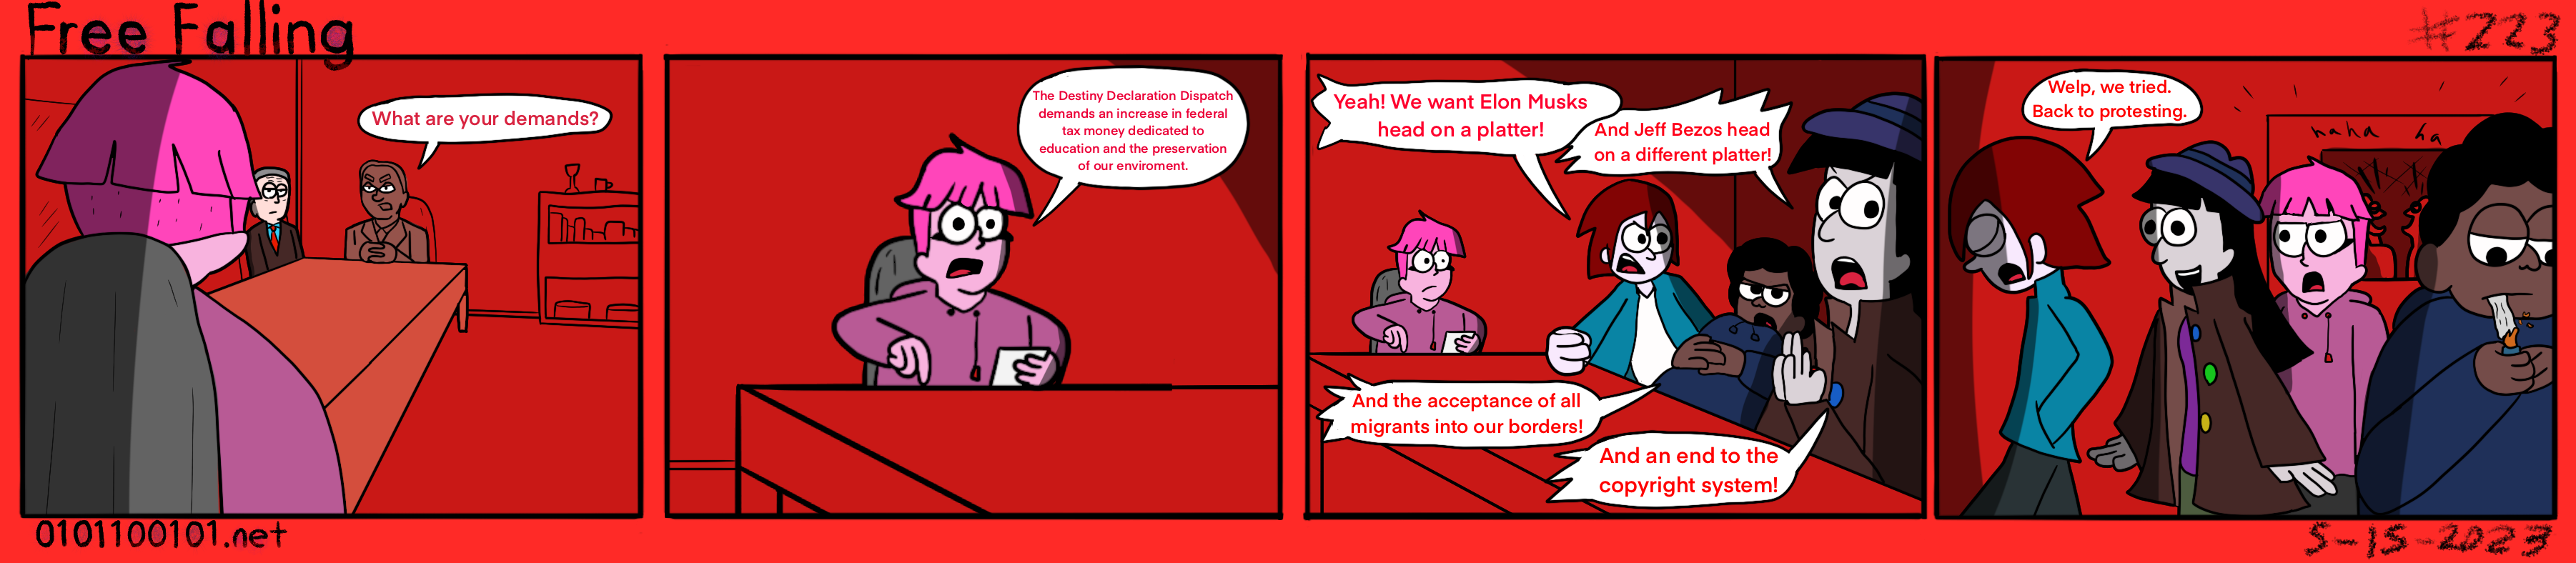 Free Falling
#223
What are your demands?
The Destiny Declaration Dispatch
demands an increase in federal
tax money dedicated to
education and the preservation
of our enviroment.
Yeah! We want Elon Musks
head on a platter!
And Jeff Bezos head
on a different platter!
And the acceptance of all
migrants into our borders!
And an end to the
copyright system!
Welp, we tried.
Back to protesting.
haha ha
0101100101.net
5-15-2023